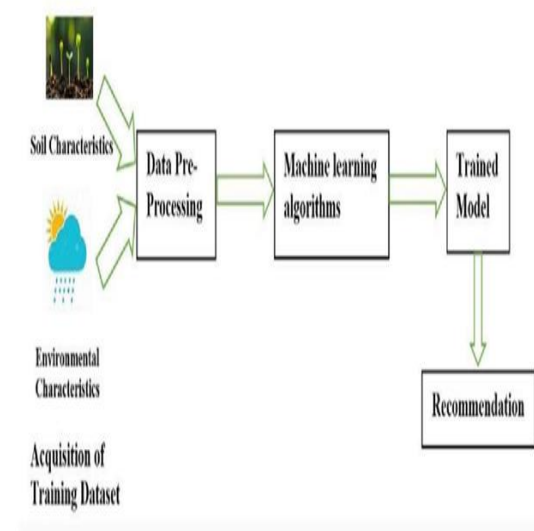 Soil Characteristics
Data Pre-
Processing
Machine learning
algorithms
Trained
Model
Environmental
Characteristics
Recommendation
Acquisition of
Training Dataset